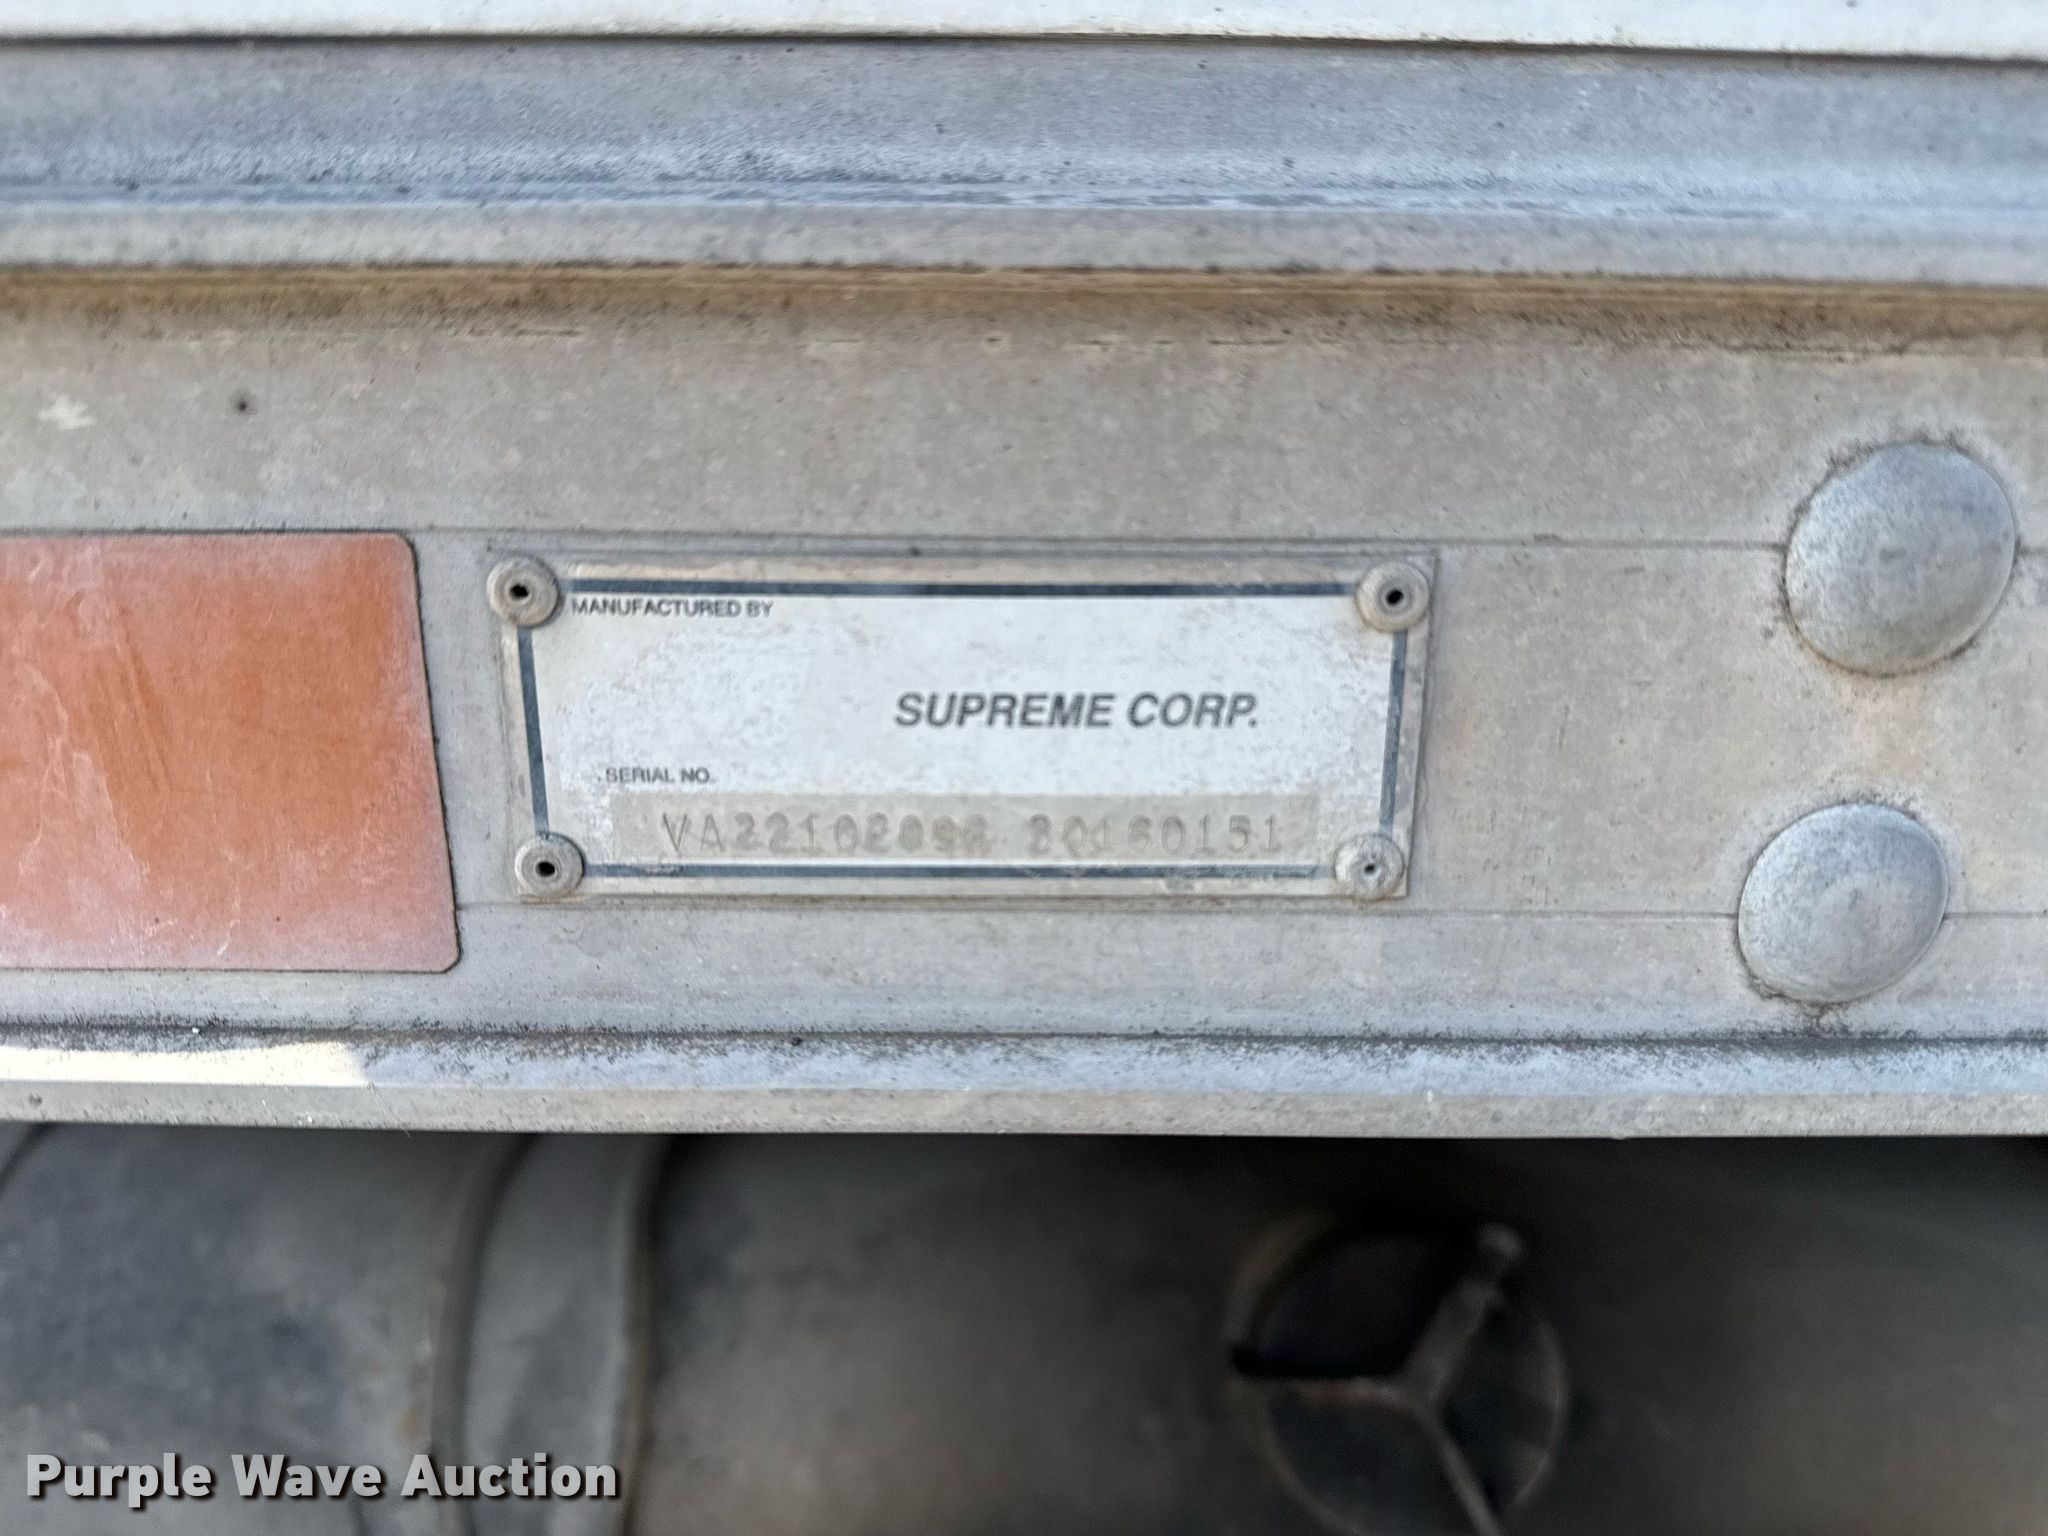 MANUFACTURED BY
SUPREME CORP.
SERIAL NO.
Purple Wave Auction